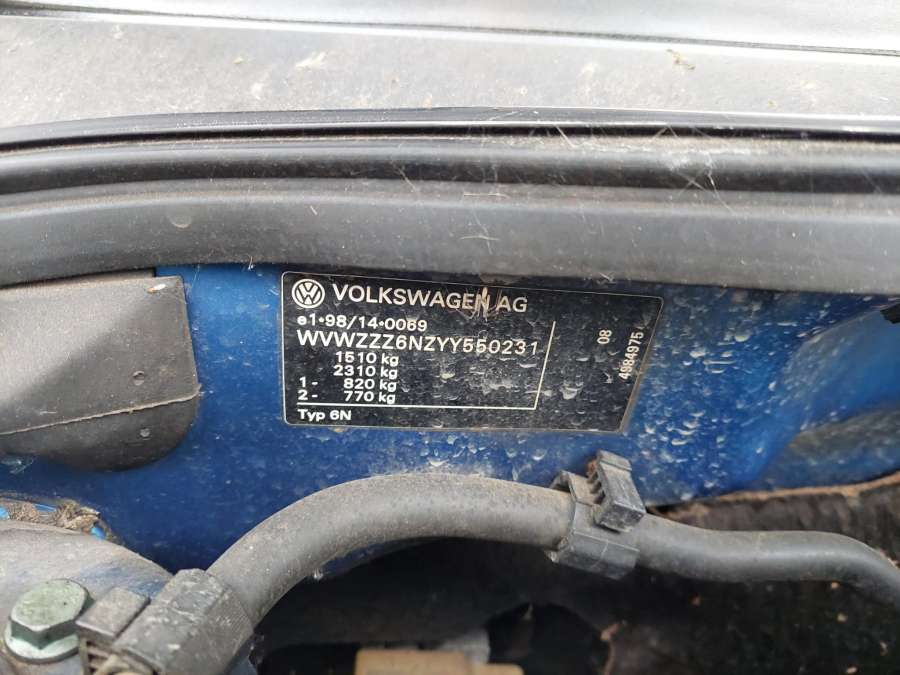 VOLKSWAGEN AG
e1•98/14•0069
WVWZZZ6NZYY550231
1510 kg
2310 kg
1- 820 kg
2- 770 kg
Typ 6N
08
4984975